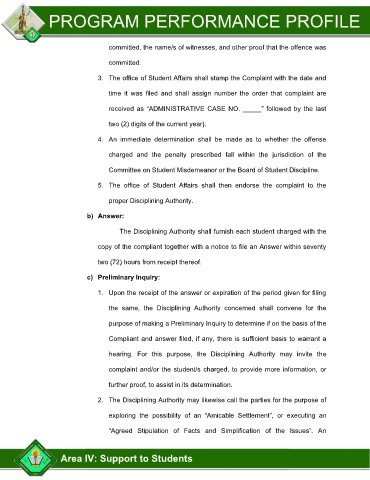 PROGRAM PERFORMANCE PROFILE
committed, the name/s of witnesses, and other proof that the offence was
committed.
3. The office of Student Affairs shall stamp the Complaint with the date and
time it was filed and shall assign number the order that complaint are
received as “ADMINISTRATIVE CASE NO. _____” followed by the last
two (2) digits of the current year).
4. An immediate determination shall be made as to whether the offense
charged and the penalty prescribed fall within the jurisdiction of the
Committee on Student Misdemeanor or the Board of Student Discipline.
5. The office of Student Affairs shall then endorse the complaint to the
proper Disciplining Authority.
b) Answer:
The Disciplining Authority shall furnish each student charged with the
copy of the compliant together with a notice to file an Answer within seventy
two (72) hours from receipt thereof.
c) Preliminary Inquiry:
1. Upon the receipt of the answer or expiration of the period given for filing
the same, the Disciplining Authority concerned shall convene for the
purpose of making a Preliminary Inquiry to determine if on the basis of the
Compliant and answer filed, if any, there is sufficient basis to warrant a
hearing. For this purpose, the Disciplining Authority may invite the
complaint and/or the student/s charged, to provide more information, or
further proof, to assist in its determination.
2. The Disciplining Authority may likewise call the parties for the purpose of
exploring the possibility of an “Amicable Settlement”, or executing an
“Agreed Stipulation of Facts and Simplification of the Issues”. An
Area IV: Support to Students